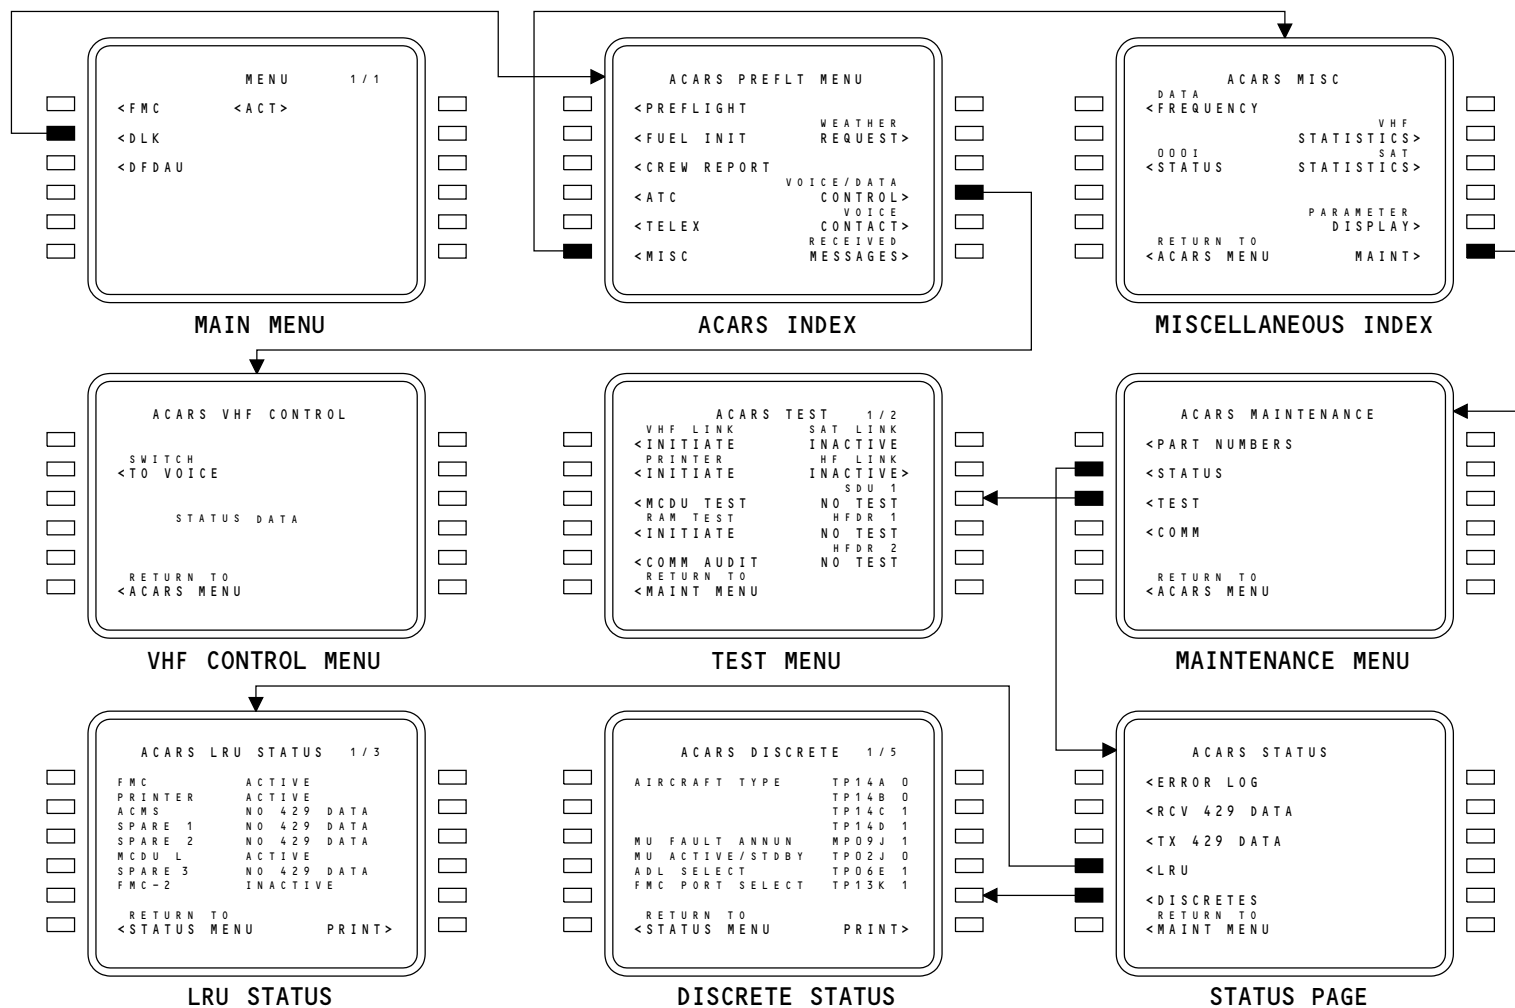 MENU 1/1
<FMC <ACT>
<DLK
<DFDAU
MAIN MENU
ACARS PREFLT MENU
<PREFLIGHT
WEATHER
<FUEL INIT REQUEST>
<CREW REPORT
VOICE/DATA
<ATC CONTROL>
VOICE
<TELEX CONTACT>
RECEIVED
<MISC MESSAGES>
ACARS INDEX
ACARS MISC
DATA
<FREQUENCY
VHF
STATISTICS>
OOOI SAT
<STATUS STATISTICS>
PARAMETER
DISPLAY>
RETURN TO
<ACARS MENU MAINT>
MISCELLANEOUS INDEX
ACARS VHF CONTROL
SWITCH
<TO VOICE
STATUS DATA
RETURN TO
<ACARS MENU
VHF CONTROL MENU
ACARS TEST 1/2
VHF LINK SAT LINK
<INITIATE INACTIVE
PRINTER HF LINK
<INITIATE INACTIVE>
SDU 1
<MCDU TEST NO TEST
RAM TEST HFDR 1
<INITIATE NO TEST
HFDR 2
<COMM AUDIT NO TEST
RETURN TO
<MAINT MENU
TEST MENU
ACARS MAINTENANCE
<PART NUMBERS
<STATUS
<TEST
<COMM
RETURN TO
<ACARS MENU
MAINTENANCE MENU
ACARS LRU STATUS 1/3
FMC ACTIVE
PRINTER ACTIVE
ACMS NO 429 DATA
SPARE 1 NO 429 DATA
SPARE 2 NO 429 DATA
MCDU L ACTIVE
SPARE 3 NO 429 DATA
FMC-2 INACTIVE
RETURN TO
<STATUS MENU PRINT>
LRU STATUS
ACARS DISCRETE 1/5
AIRCRAFT TYPE TP14A 0
TP14B 0
TP14C 1
TP14D 1
MU FAULT ANNUN MP09J 1
MU ACTIVE/STDBY TP02J 0
ADL SELECT TP06E 1
FMC PORT SELECT TP13K 1
RETURN TO
<STATUS MENU PRINT>
DISCRETE STATUS
ACARS STATUS
<ERROR LOG
<RCV 429 DATA
<TX 429 DATA
<LRU
<DISCRETES
RETURN TO
<MAINT MENU
STATUS PAGE